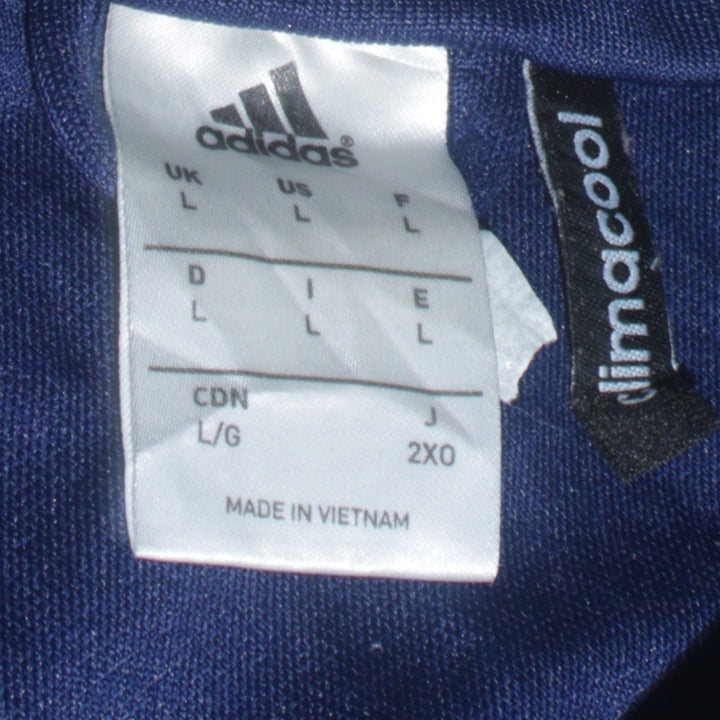 adidas®
UK US F
L L L
D I E
L L L
CDN J
L/G 2XO
MADE IN VIETNAM
climacool